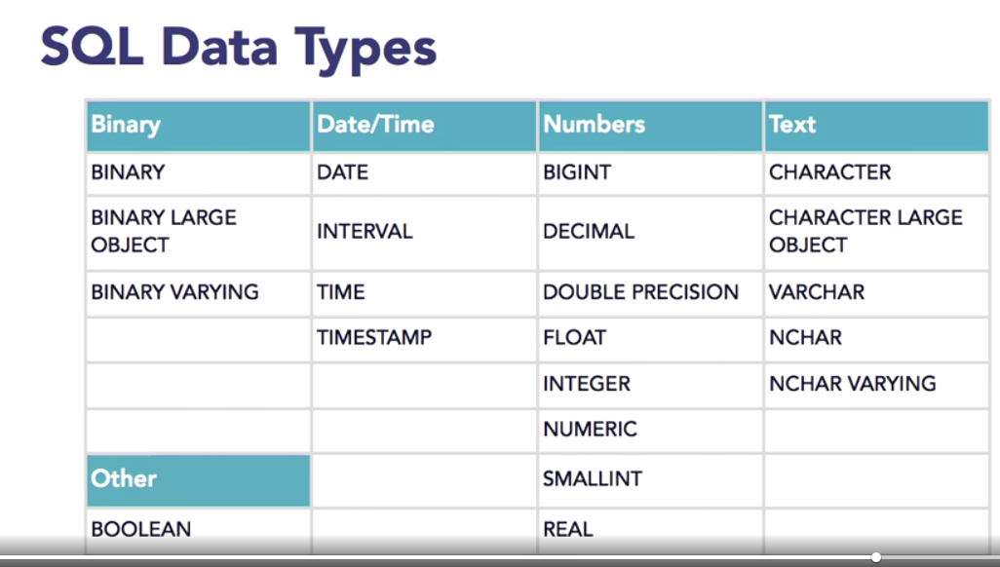 SQL Data Types
Binary Date/Time Numbers Text
BINARY DATE BIGINT CHARACTER
BINARY LARGE
OBJECT INTERVAL DECIMAL CHARACTER LARGE
OBJECT
BINARY VARYING TIME DOUBLE PRECISION VARCHAR
TIMESTAMP FLOAT NCHAR
INTEGER NCHAR VARYING
NUMERIC
Other SMALLINT
BOOLEAN REAL